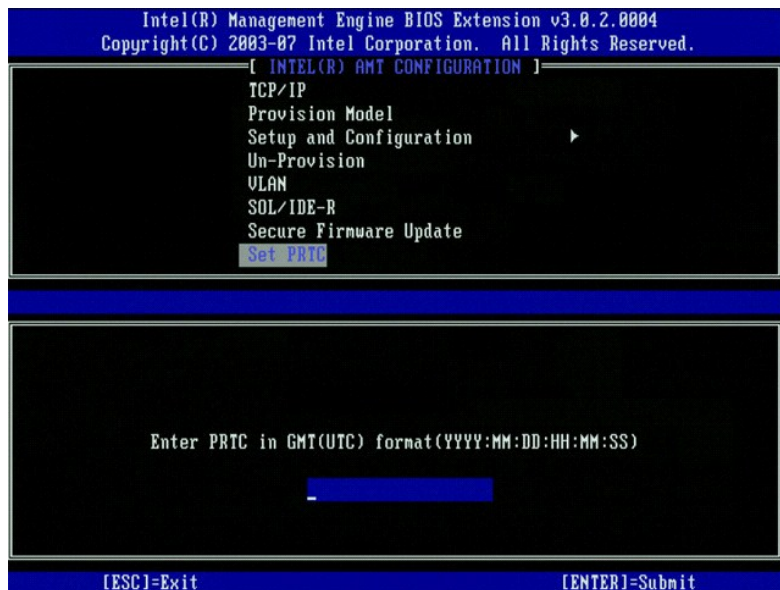 Intel(R) Management Engine BIOS Extension v3.0.2.0004
Copyright(C) 2003-07 Intel Corporation. All Rights Reserved.
[ INTEL(R) AMT CONFIGURATION ]
TCP/IP
Provision Model
Setup and Configuration
Un-Provision
VLAN
SOL/IDE-R
Secure Firmware Update
Set PRTC
Enter PRTC in GMT(UTC) format(YYYY:MM:DD:HH:MM:SS)
[ESC]=Exit [ENTER]=Submit